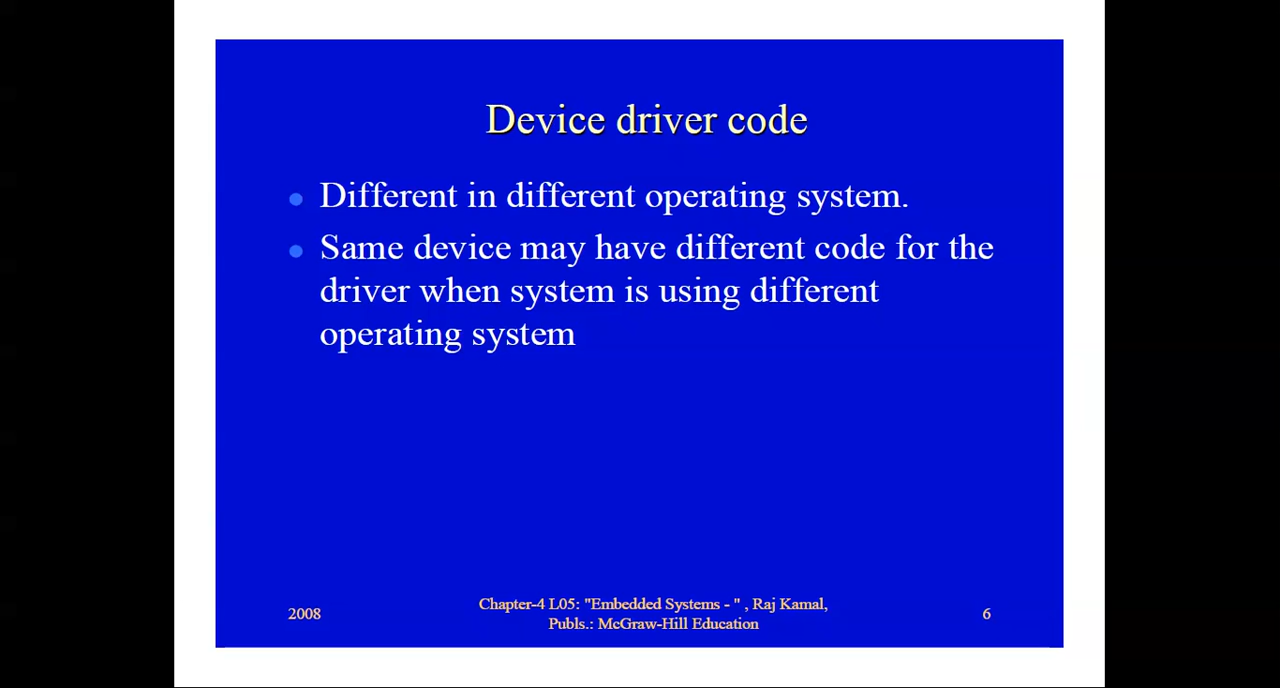 Device driver code
Different in different operating system.
Same device may have different code for the
driver when system is using different
operating system
2008
Chapter-4 L05: "Embedded Systems - " , Raj Kamal,
Publs.: McGraw-Hill Education
6